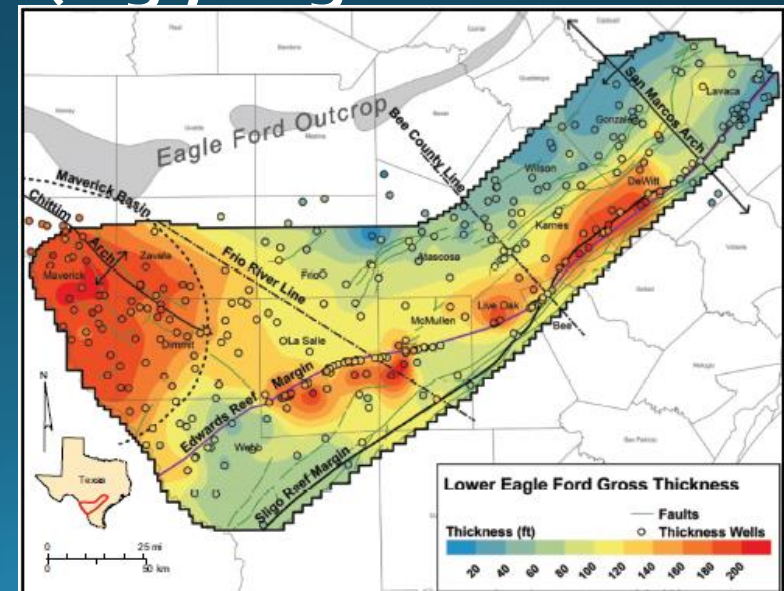 Eagle Ford Outcrop
San Marcos Arch
Lavaca
Gonzales
Bee County Line
Wilson
DeWitt
Maverick Basin
Chittim Arch
Karnes
Zavala
Frio River Line
Atascosa
Maverick
Frio
Live Oak
McMullen
Bee
La Salle
Dimmit
N
Edwards Reef Margin
Webb
Sligo Reef Margin
Texas
Lower Eagle Ford Gross Thickness
Faults
Thickness (ft)
Thickness Wells
20 40 60 80 100 120 140 160 180 200
0 25 mi
0 50 km